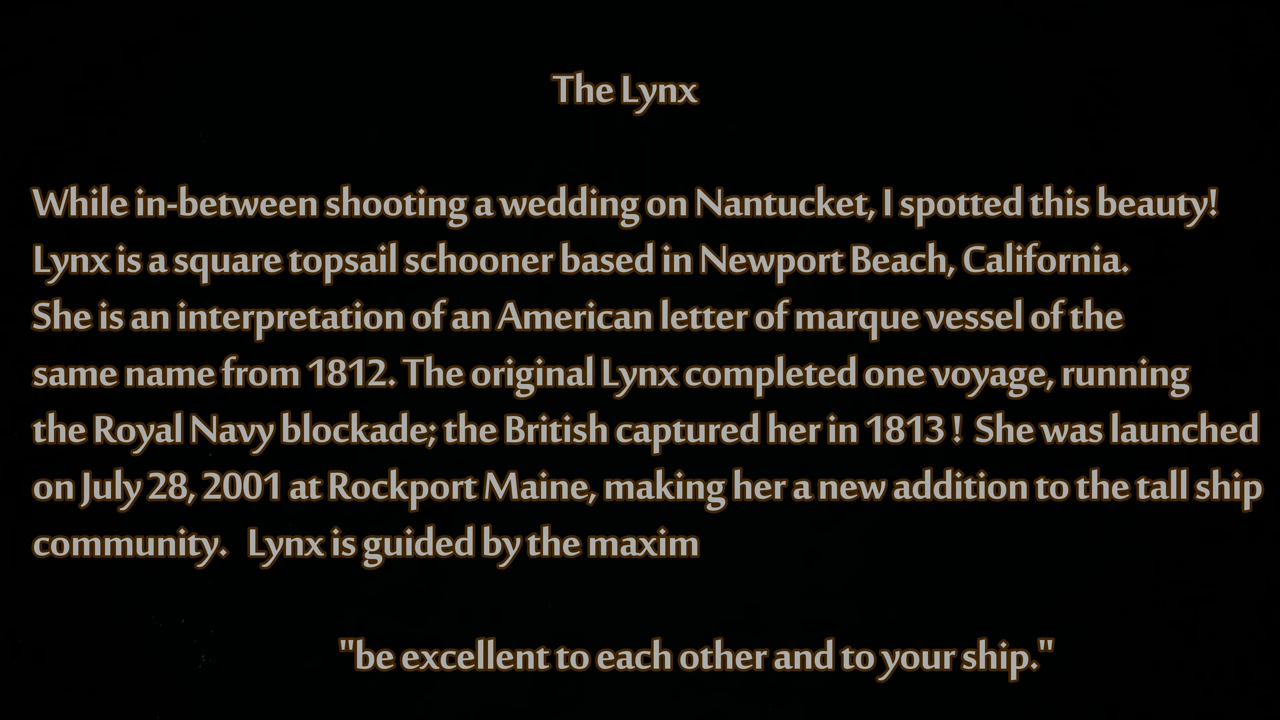 The Lynx
While in-between shooting a wedding on Nantucket, I spotted this beauty!
Lynx is a square topsail schooner based in Newport Beach, California.
She is an interpretation of an American letter of marque vessel of the
same name from 1812. The original Lynx completed one voyage, running
the Royal Navy blockade; the British captured her in 1813 !  She was launched
on July 28, 2001 at Rockport Maine, making her a new addition to the tall ship
community.   Lynx is guided by the maxim
"be excellent to each other and to your ship."